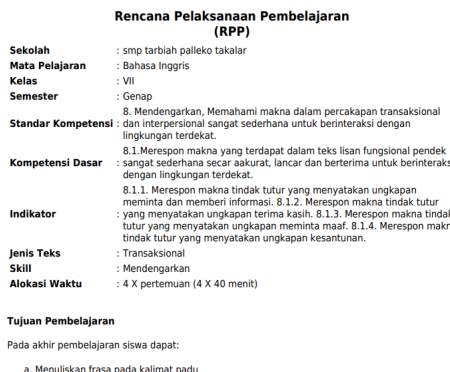 Rencana Pelaksanaan Pembelajaran
(RPP)
Sekolah : smp tarbiah palleko takalar
Mata Pelajaran : Bahasa Inggris
Kelas : VII
Semester : Genap
8. Mendengarkan, Memahami makna dalam percakapan transaksional
Standar Kompetensi : dan interpersional sangat sederhana untuk berinteraksi dengan
lingkungan terdekat.
8.1.Merespon makna yang terdapat dalam teks lisan fungsional pendek
Kompetensi Dasar : sangat sederhana secar aakurat, lancar dan berterima untuk berinteraks
dengan lingkungan terdekat.
8.1.1. Merespon makna tindak tutur yang menyatakan ungkapan
meminta dan memberi informasi. 8.1.2. Merespon makna tindak tutur
Indikator : yang menyatakan ungkapan terima kasih. 8.1.3. Merespon makna tindak
tutur yang menyatakan ungkapan meminta maaf. 8.1.4. Merespon makn
tindak tutur yang menyatakan ungkapan kesantunan.
Jenis Teks : Transaksional
Skill : Mendengarkan
Alokasi Waktu : 4 X pertemuan (4 X 40 menit)
Tujuan Pembelajaran
Pada akhir pembelajaran siswa dapat:
a. Menuliskan frasa pada kalimat padu